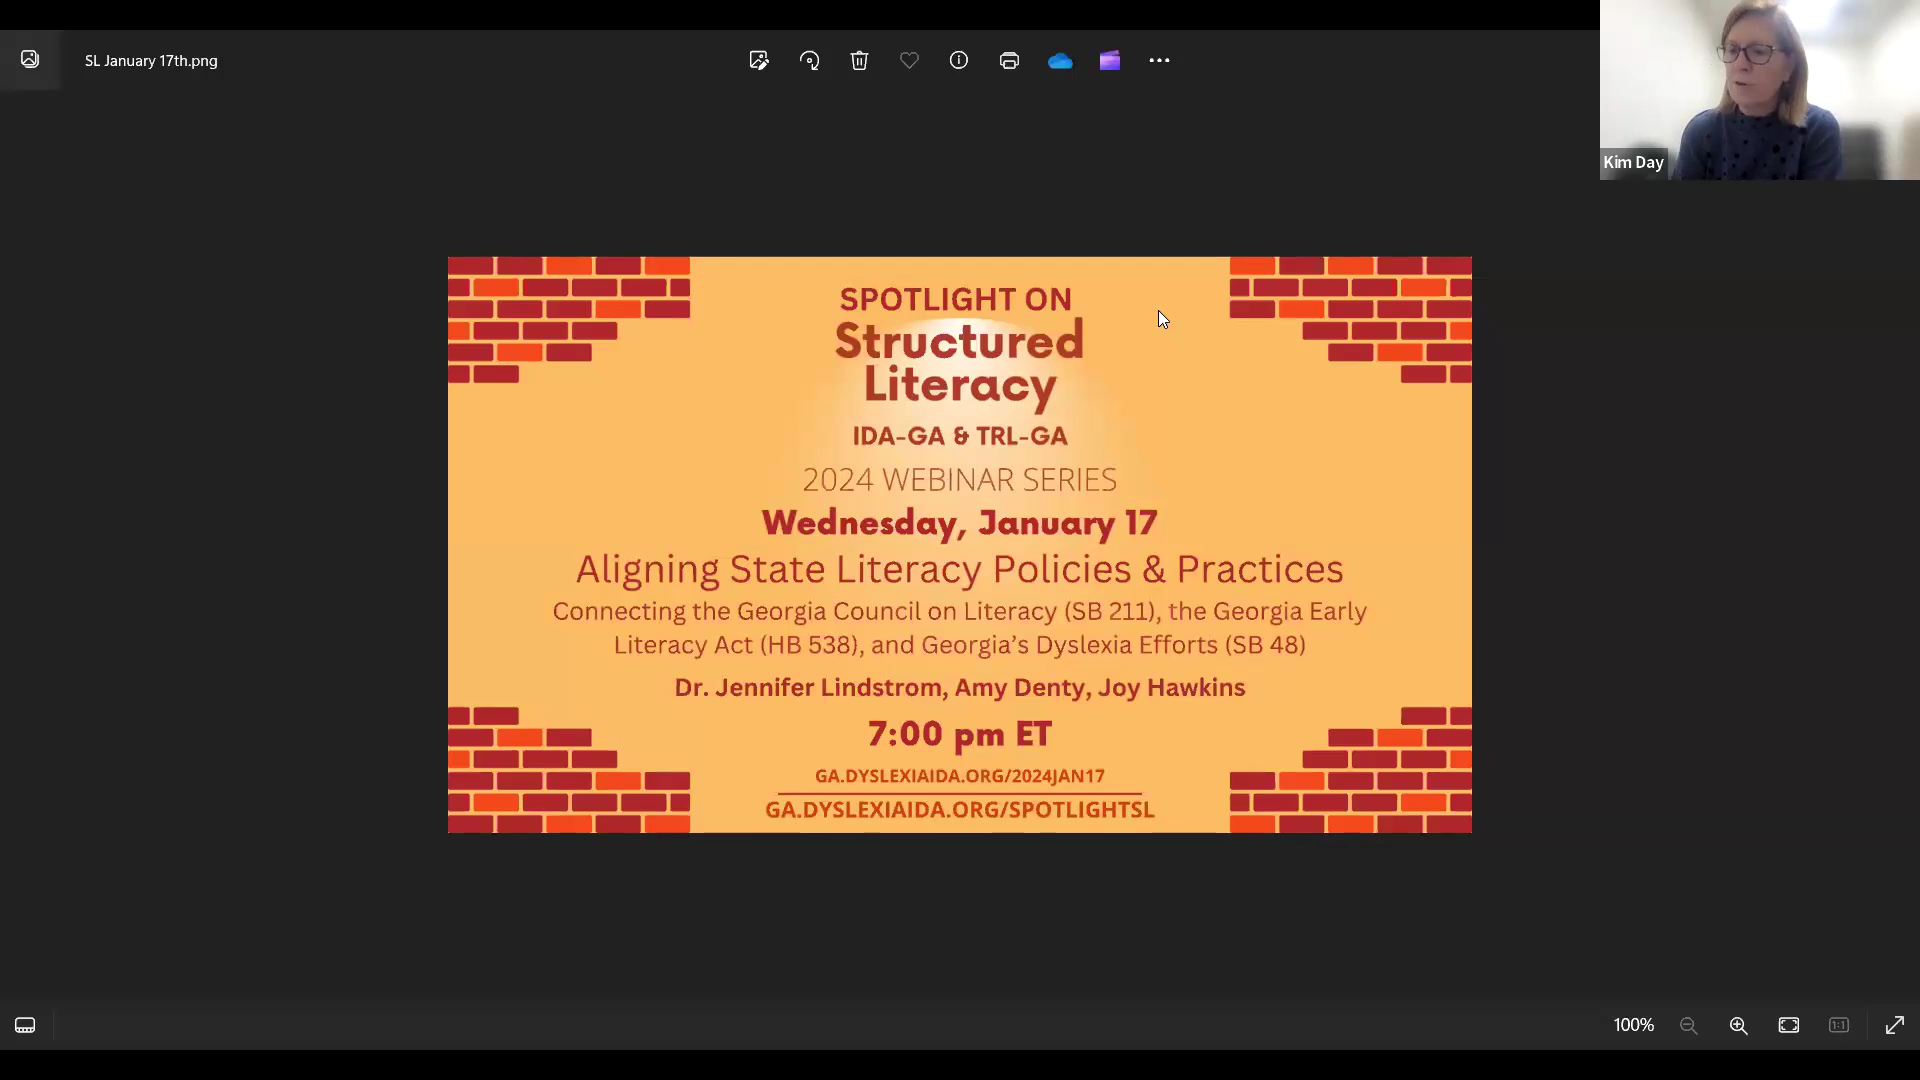 SL January 17th.png
Kim Day
SPOTLIGHT ON
Structured
Literacy
IDA-GA & TRL-GA
2024 WEBINAR SERIES
Wednesday, January 17
Aligning State Literacy Policies & Practices
Connecting the Georgia Council on Literacy (SB 211), the Georgia Early
Literacy Act (HB 538), and Georgia's Dyslexia Efforts (SB 48)
Dr. Jennifer Lindstrom, Amy Denty, Joy Hawkins
7:00 pm ET
GA.DYSLEXIAIDA.ORG/2024JAN17
GA.DYSLEXIAIDA.ORG/SPOTLIGHTSL
100%
1:1